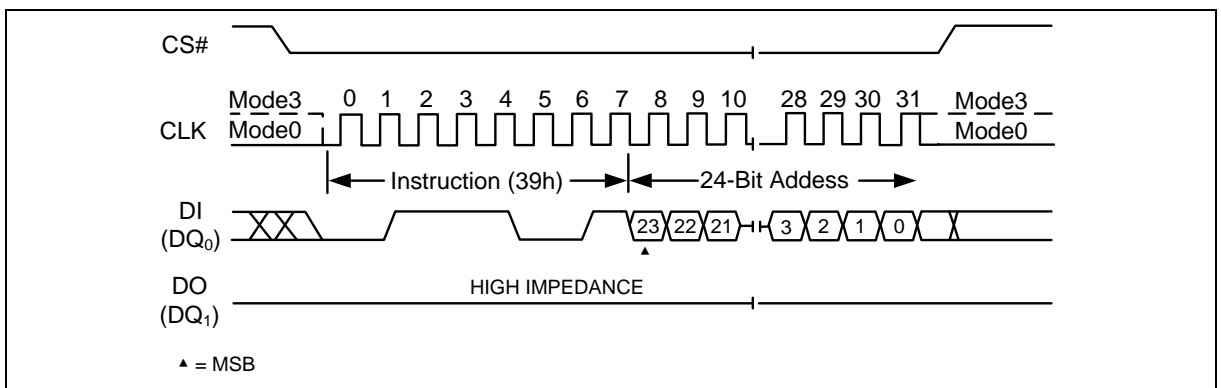 CS#
Mode3 0 1 2 3 4 5 6 7 8 9 10 28 29 30 31 Mode3
CLK Mode0 Mode0
Instruction (39h) 24-Bit Addess
DI
(DQ0) 23 22 21 3 2 1 0
DO HIGH IMPEDANCE
(DQ1)
▲ = MSB